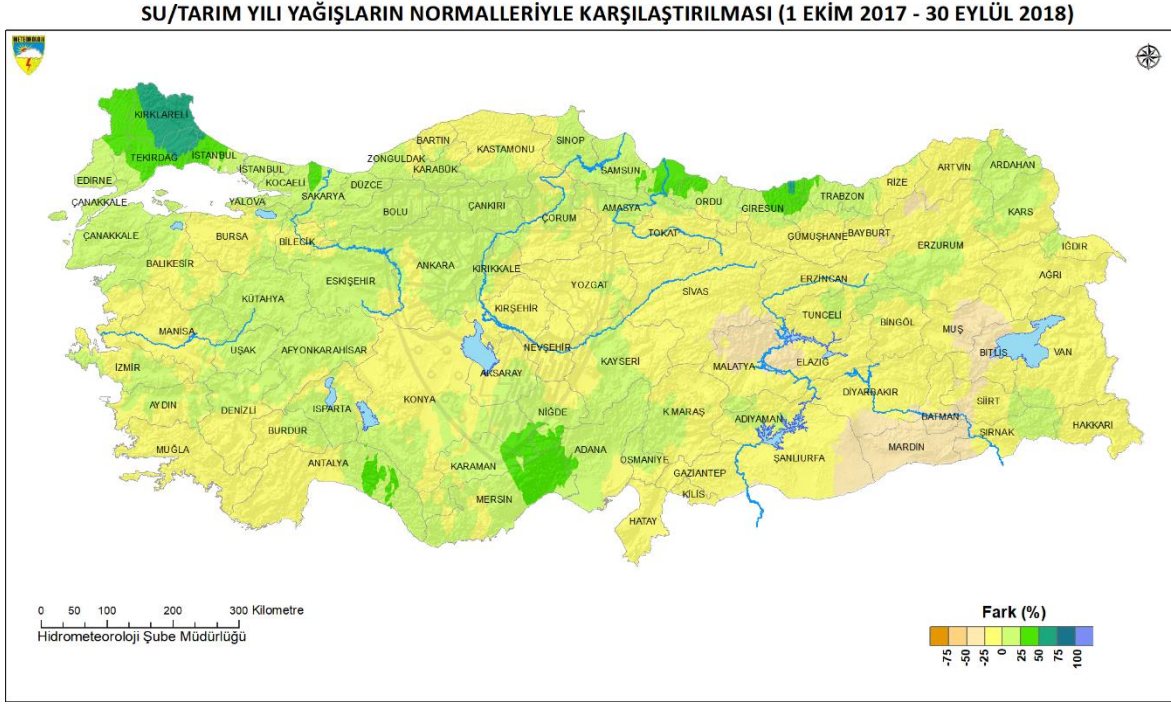 SU/TARIM YILI YAĞIŞLARIN NORMALLERİYLE KARŞILAŞTIRILMASI (1 EKİM 2017 - 30 EYLÜL 2018)
METEOROLOJİ
KIRKLARELİ
TEKİRDAĞ
İSTANBUL
EDİRNE
İSTANBUL
KOCAELİ
ÇANAKKALE
YALOVA
SAKARYA
DÜZCE
ZONGULDAK
BARTIN
KARABÜK
KASTAMONU
SİNOP
SAMSUN
ORDU
GİRESUN
TRABZON
RİZE
ARTVİN
ARDAHAN
KARS
ÇANAKKALE
BURSA
BİLECİK
BOLU
ÇANKIRI
ÇORUM
AMASYA
TOKAT
GÜMÜŞHANE
BAYBURT
ERZURUM
IĞDIR
BALIKESİR
KÜTAHYA
ESKİŞEHİR
ANKARA
KIRIKKALE
YOZGAT
SİVAS
ERZİNCAN
AĞRI
MANİSA
UŞAK
AFYONKARAHİSAR
KIRŞEHİR
NEVŞEHİR
KAYSERİ
MALATYA
TUNCELİ
ELAZIĞ
BİNGÖL
MUŞ
BİTLİS
VAN
İZMİR
AYDIN
DENİZLİ
ISPARTA
BURDUR
KONYA
AKSARAY
NİĞDE
K.MARAŞ
ADIYAMAN
DİYARBAKIR
BATMAN
SİİRT
ŞIRNAK
HAKKARİ
MUĞLA
ANTALYA
KARAMAN
MERSİN
ADANA
OSMANİYE
GAZİANTEP
KİLİS
ŞANLIURFA
MARDİN
HATAY
0 50 100 200 300 Kilometre
Hidrometeoroloji Şube Müdürlüğü
Fark (%)
-75 -50 -25 0 25 50 75 100